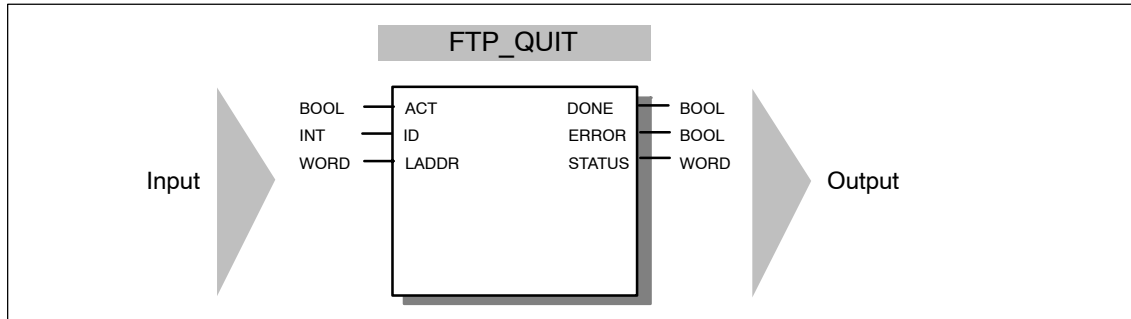 FTP_QUIT
BOOL ACT DONE BOOL
INT ID ERROR BOOL
WORD LADDR STATUS WORD
Input Output